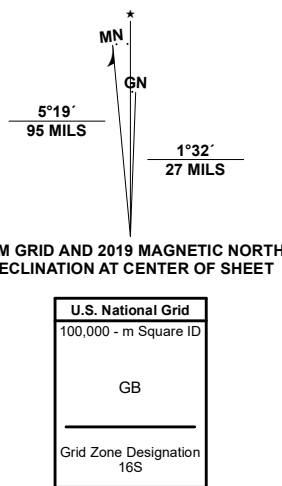 ★
MN
GN
5°19´
95 MILS
1°32´
27 MILS
M GRID AND 2019 MAGNETIC NORTH
ECLINATION AT CENTER OF SHEET
U.S. National Grid
100,000 - m Square ID
GB
Grid Zone Designation
16S